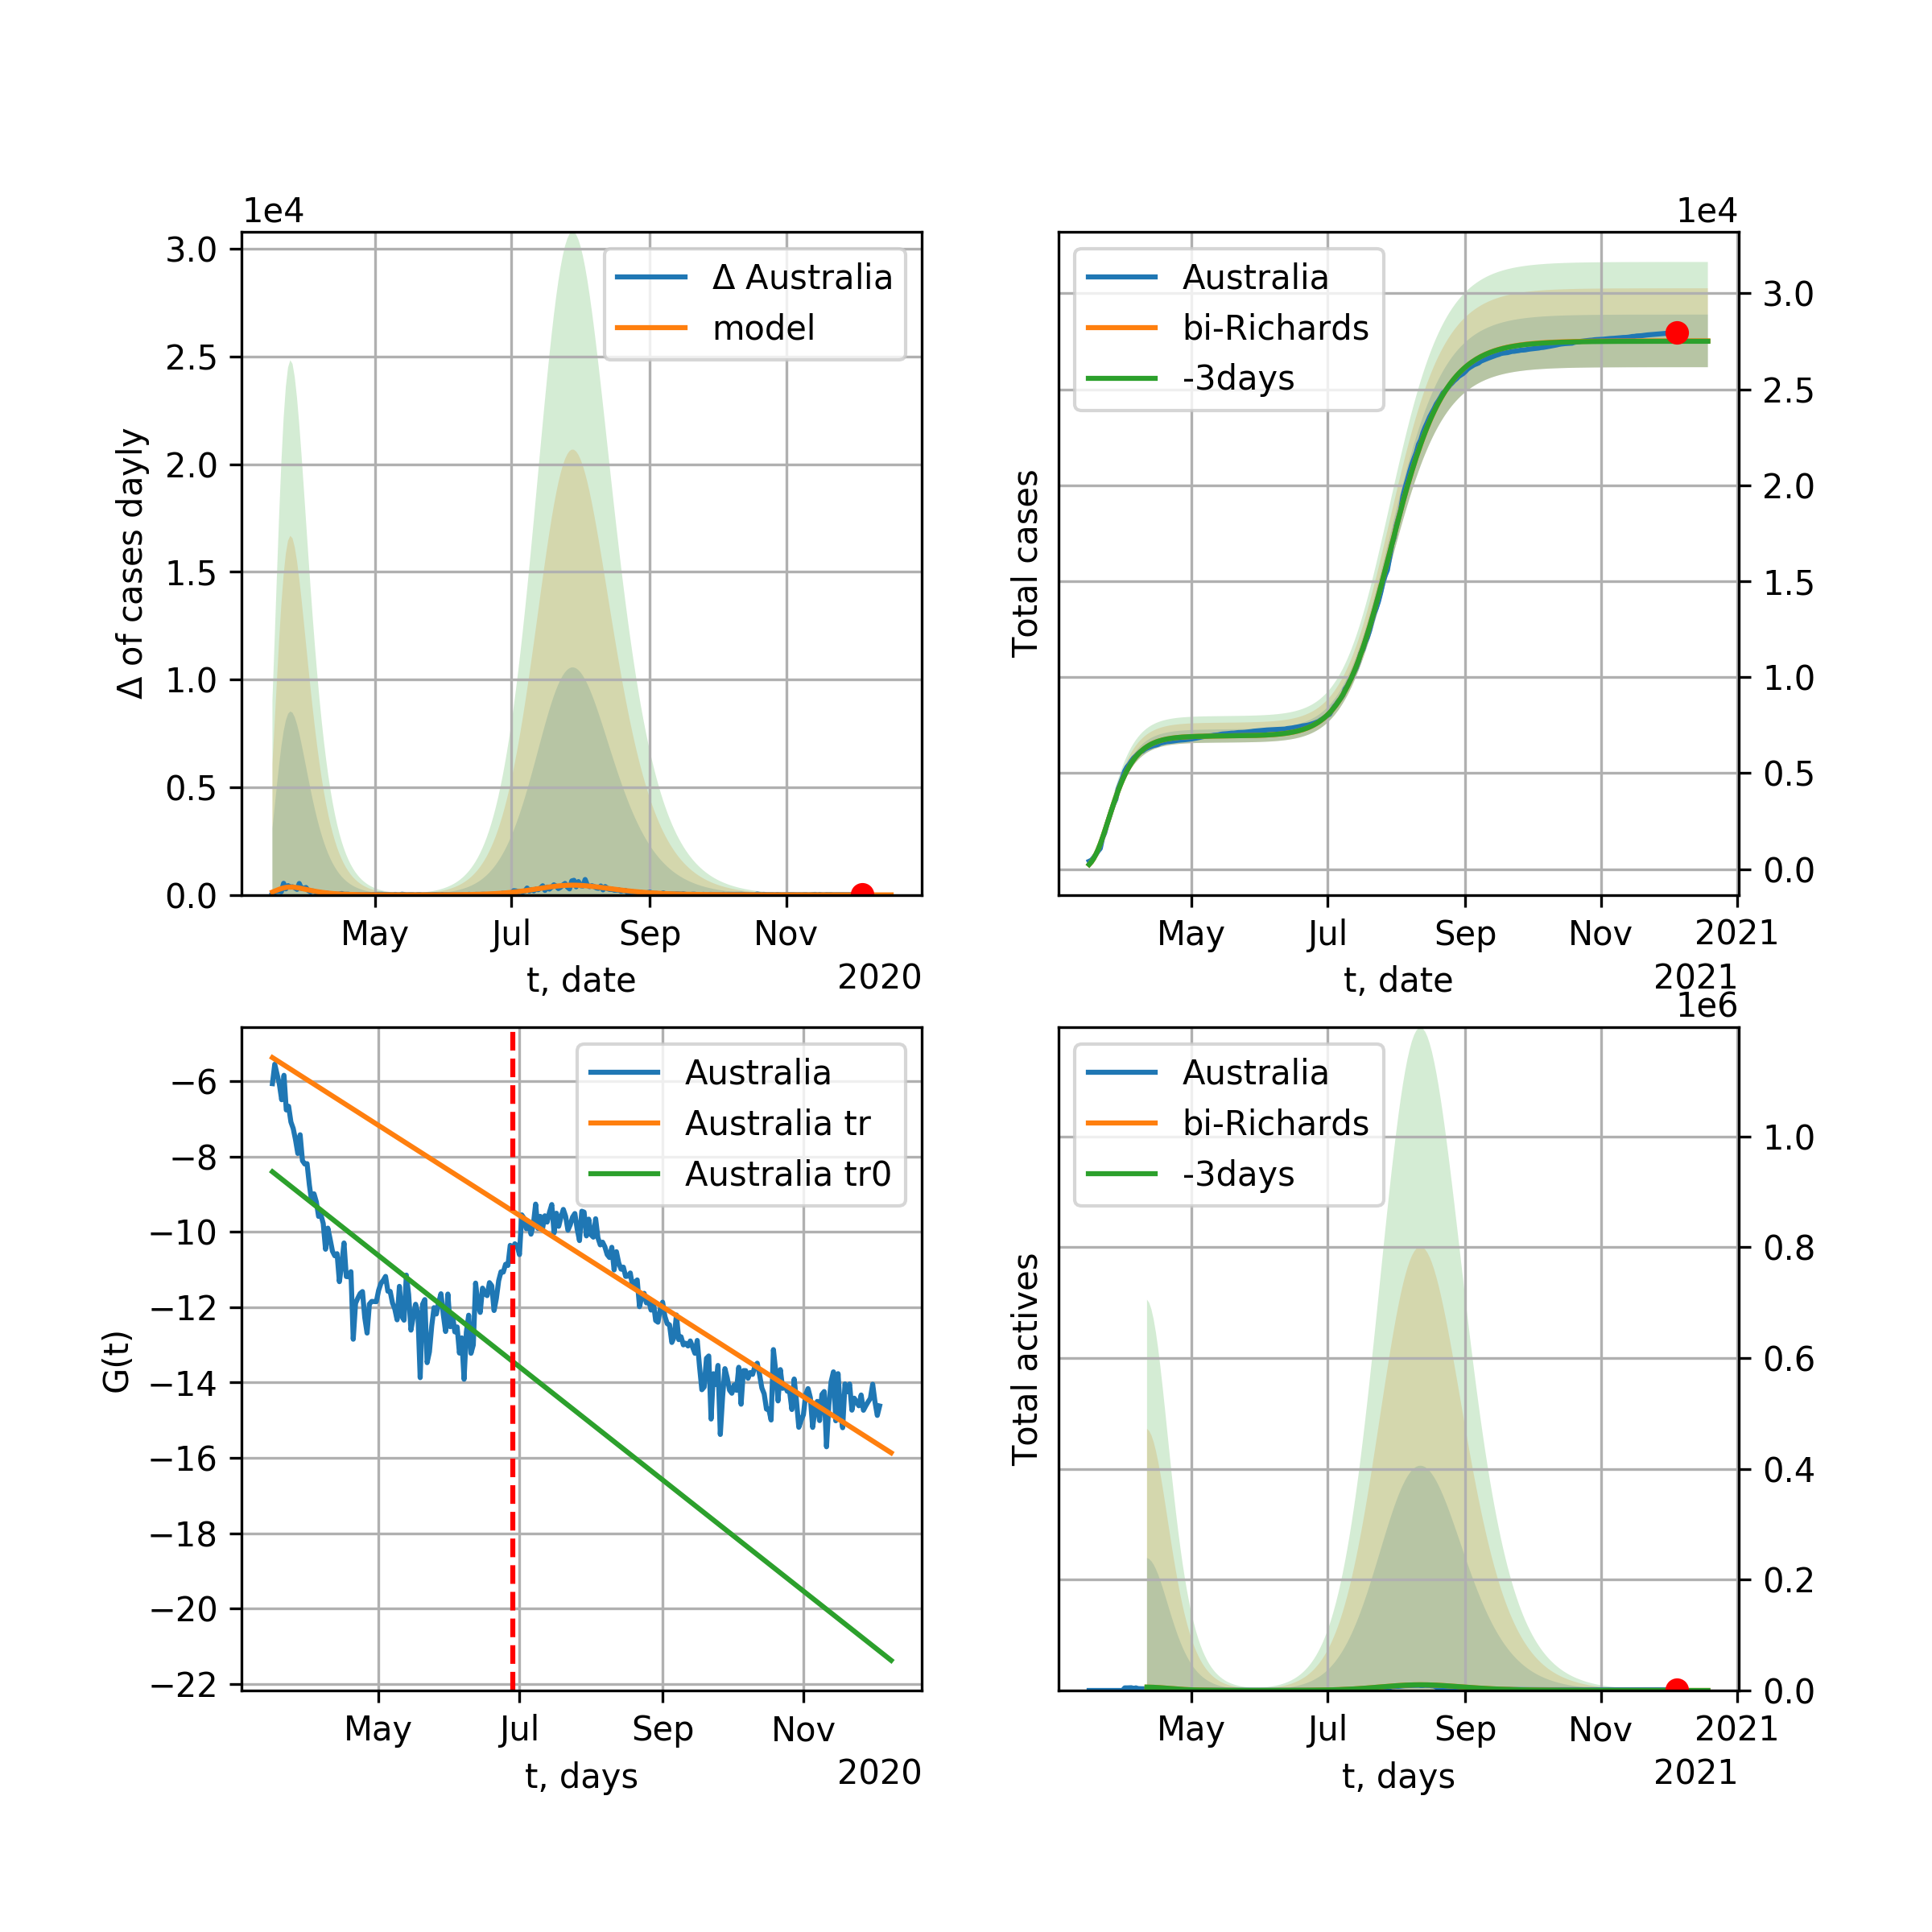 1e4
3.0
2.5
2.0
1.5
1.0
0.5
0.0
Δ of cases dayly
Δ Australia
model
May Jul Sep Nov
t, date
2020
1e4
Total cases
Australia
bi-Richards
-3days
3.0
2.5
2.0
1.5
1.0
0.5
0.0
May Jul Sep Nov 2021
t, date
2021
G(t)
−6
−8
−10
−12
−14
−16
−18
−20
−22
Australia
Australia tr
Australia tr0
May Jul Sep Nov
t, days
2020
1e6
Total actives
Australia
bi-Richards
-3days
1.0
0.8
0.6
0.4
0.2
0.0
May Jul Sep Nov 2021
t, days
2021